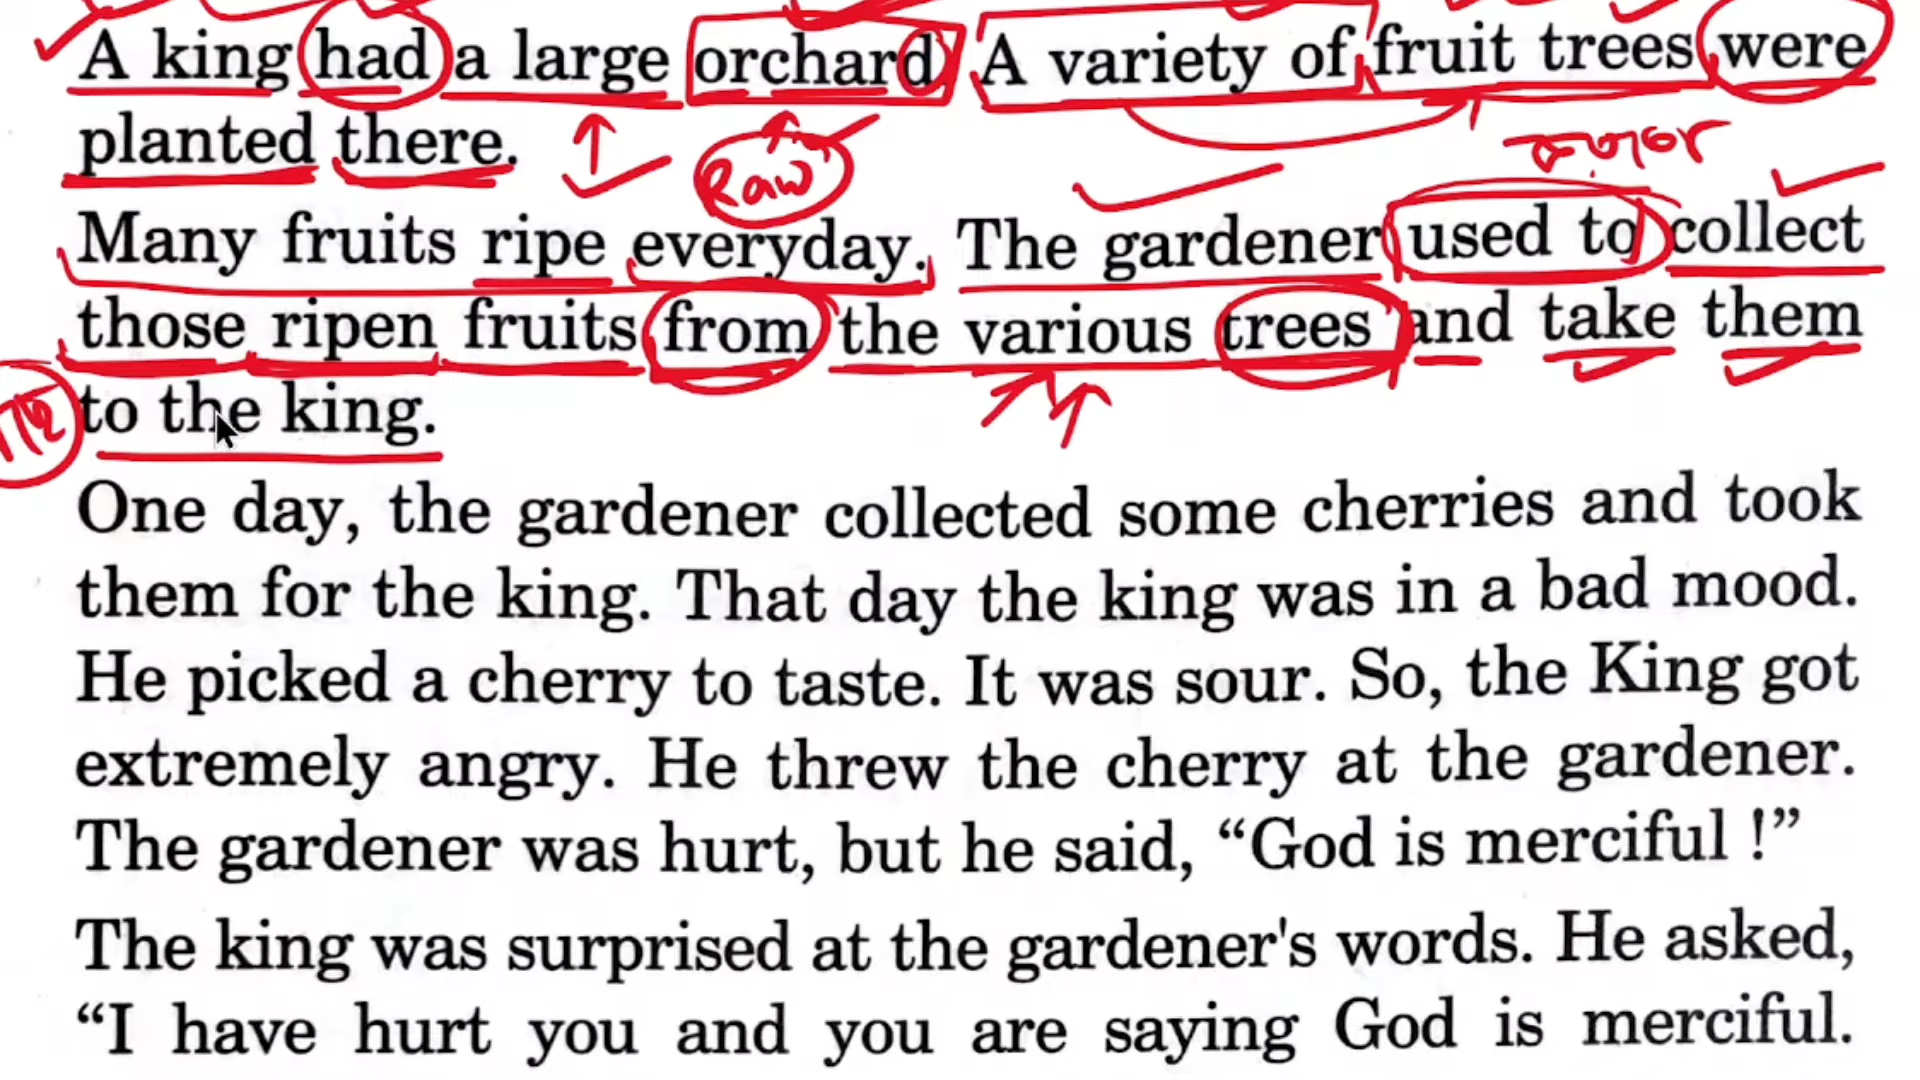 A king had a large orchard. A variety of fruit trees were
planted there.
Raw
Many fruits ripe everyday. The gardener used to collect
those ripen fruits from the various trees and take them
to the king.
One day, the gardener collected some cherries and took
them for the king. That day the king was in a bad mood.
He picked a cherry to taste. It was sour. So, the King got
extremely angry. He threw the cherry at the gardener.
The gardener was hurt, but he said, “God is merciful !”
The king was surprised at the gardener's words. He asked,
“I have hurt you and you are saying God is merciful.